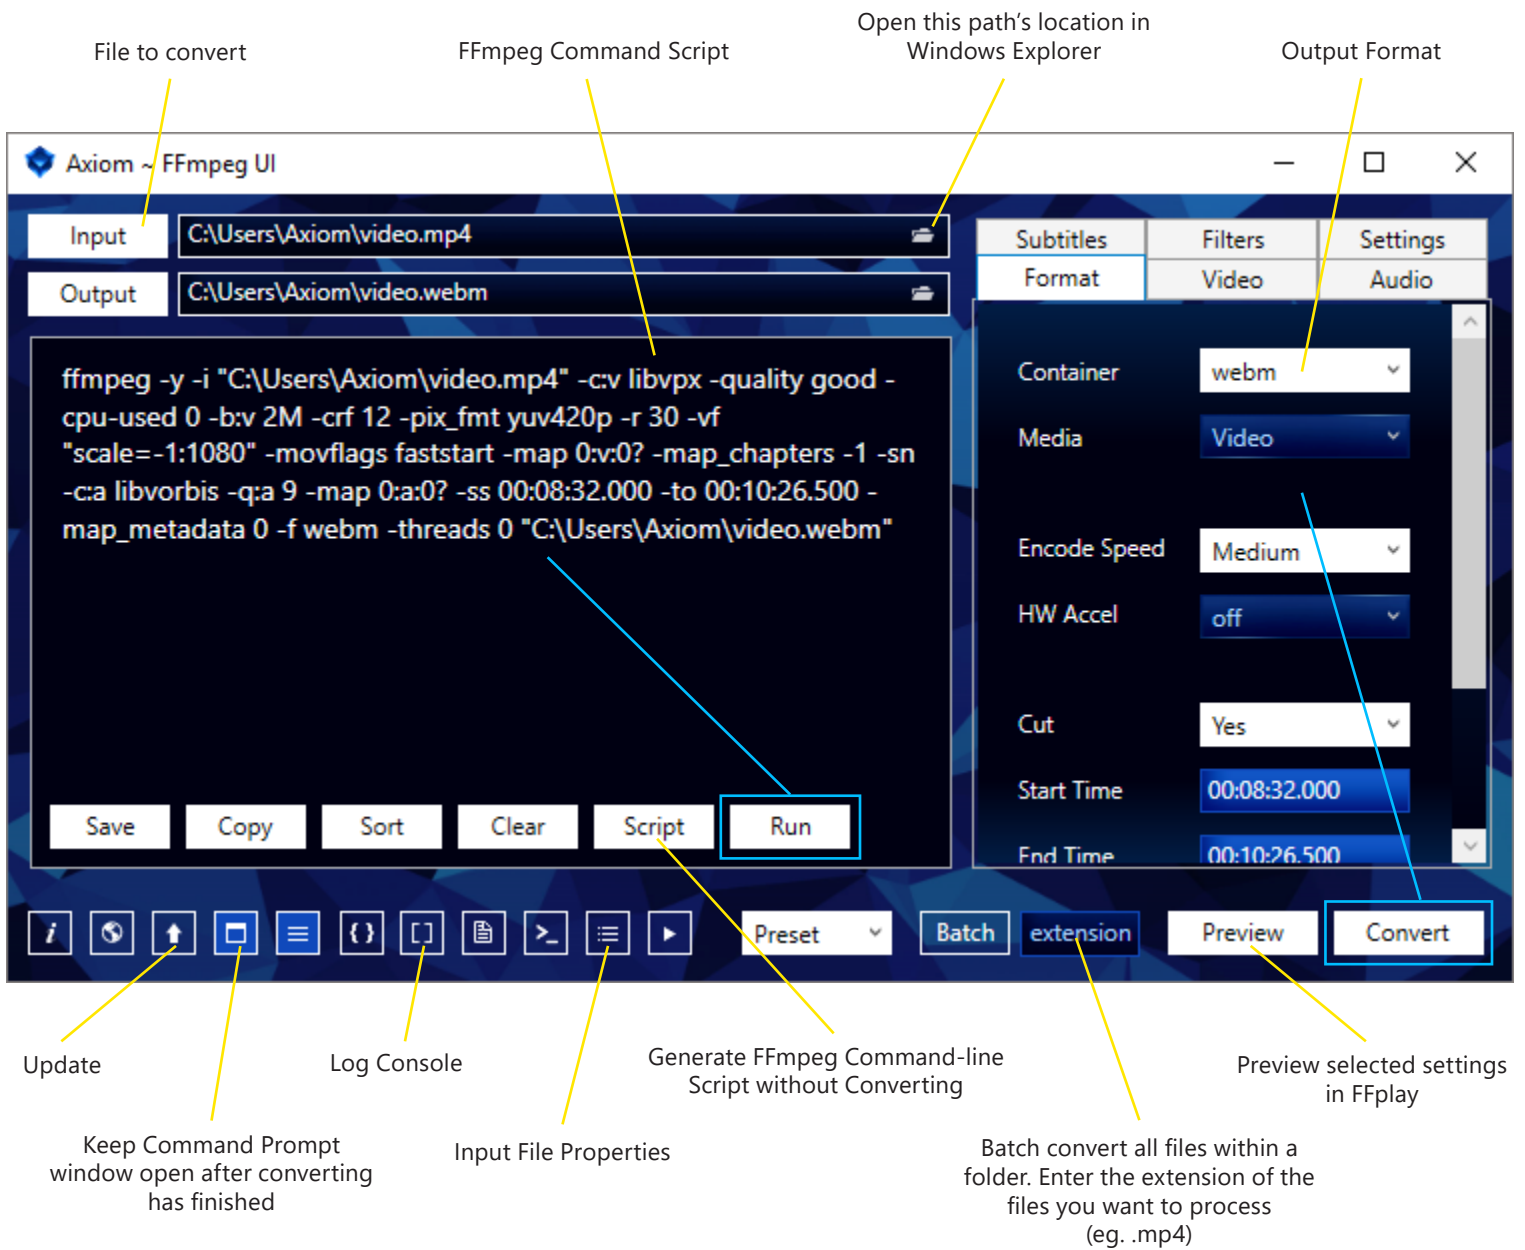 Open this path's location in
Windows Explorer
File to convert
FFmpeg Command Script
Output Format
Axiom ~ FFmpeg UI
Input
C:\Users\Axiom\video.mp4
Output
C:\Users\Axiom\video.webm
Subtitles
Filters
Settings
Format
Video
Audio
ffmpeg -y -i "C:\Users\Axiom\video.mp4" -c:v libvpx -quality good -
cpu-used 0 -b:v 2M -crf 12 -pix_fmt yuv420p -r 30 -vf
"scale=-1:1080" -movflags faststart -map 0:v:0? -map_chapters -1 -sn
-c:a libvorbis -q:a 9 -map 0:a:0? -ss 00:08:32.000 -to 00:10:26.500 -
map_metadata 0 -f webm -threads 0 "C:\Users\Axiom\video.webm"
Container
webm
Media
Video
Encode Speed
Medium
HW Accel
off
Cut
Yes
Start Time
00:08:32.000
End Time
00:10:26.500
Save
Copy
Sort
Clear
Script
Run
i
Preset
Batch
extension
Preview
Convert
Update
Log Console
Generate FFmpeg Command-line
Script without Converting
Preview selected settings
in FFplay
Keep Command Prompt
window open after converting
has finished
Input File Properties
Batch convert all files within a
folder. Enter the extension of the
files you want to process
(eg. .mp4)